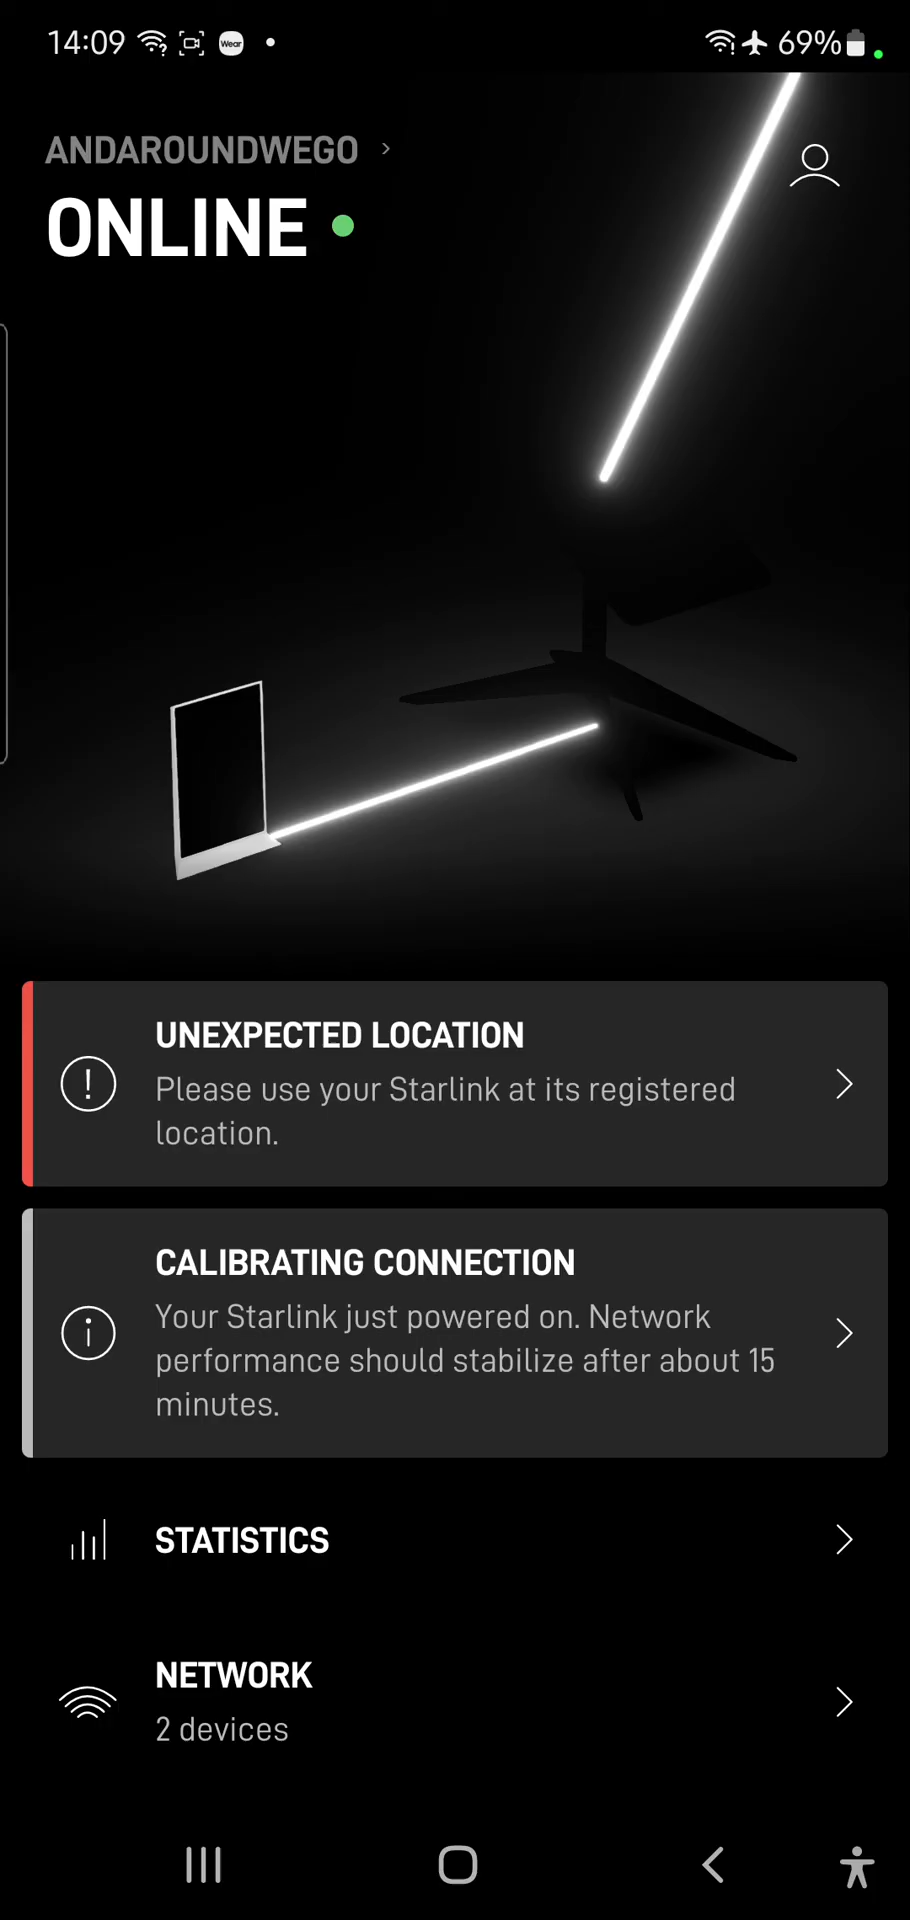 14:09 Wear 69%
ANDAROUNDWEGO
ONLINE
UNEXPECTED LOCATION
Please use your Starlink at its registered
location.
CALIBRATING CONNECTION
Your Starlink just powered on. Network
performance should stabilize after about 15
minutes.
STATISTICS
NETWORK
2 devices